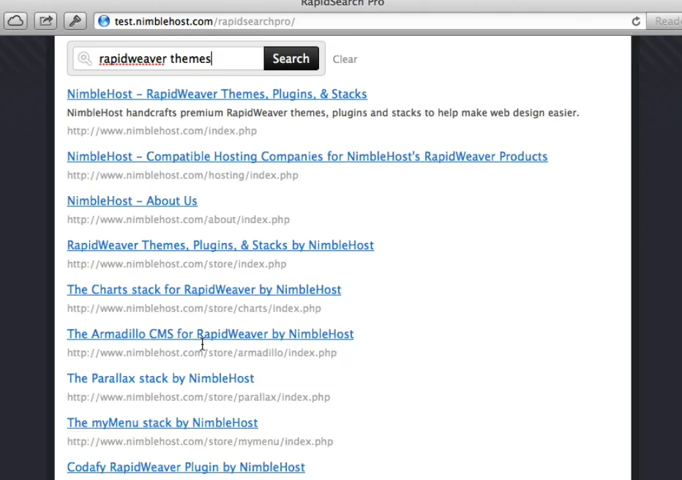 RapidSearch Pro
test.nimblehost.com/rapidsearchpro/
Reade
rapidweaver themes
Search
Clear
NimbleHost – RapidWeaver Themes, Plugins, & Stacks
NimbleHost handcrafts premium RapidWeaver themes, plugins and stacks to help make web design easier.
http://www.nimblehost.com/index.php
NimbleHost – Compatible Hosting Companies for NimbleHost's RapidWeaver Products
http://www.nimblehost.com/hosting/index.php
NimbleHost – About Us
http://www.nimblehost.com/about/index.php
RapidWeaver Themes, Plugins, & Stacks by NimbleHost
http://www.nimblehost.com/store/index.php
The Charts stack for RapidWeaver by NimbleHost
http://www.nimblehost.com/store/charts/index.php
The Armadillo CMS for RapidWeaver by NimbleHost
http://www.nimblehost.com/store/armadillo/index.php
The Parallax stack by NimbleHost
http://www.nimblehost.com/store/parallax/index.php
The myMenu stack by NimbleHost
http://www.nimblehost.com/store/mymenu/index.php
Codafy RapidWeaver Plugin by NimbleHost